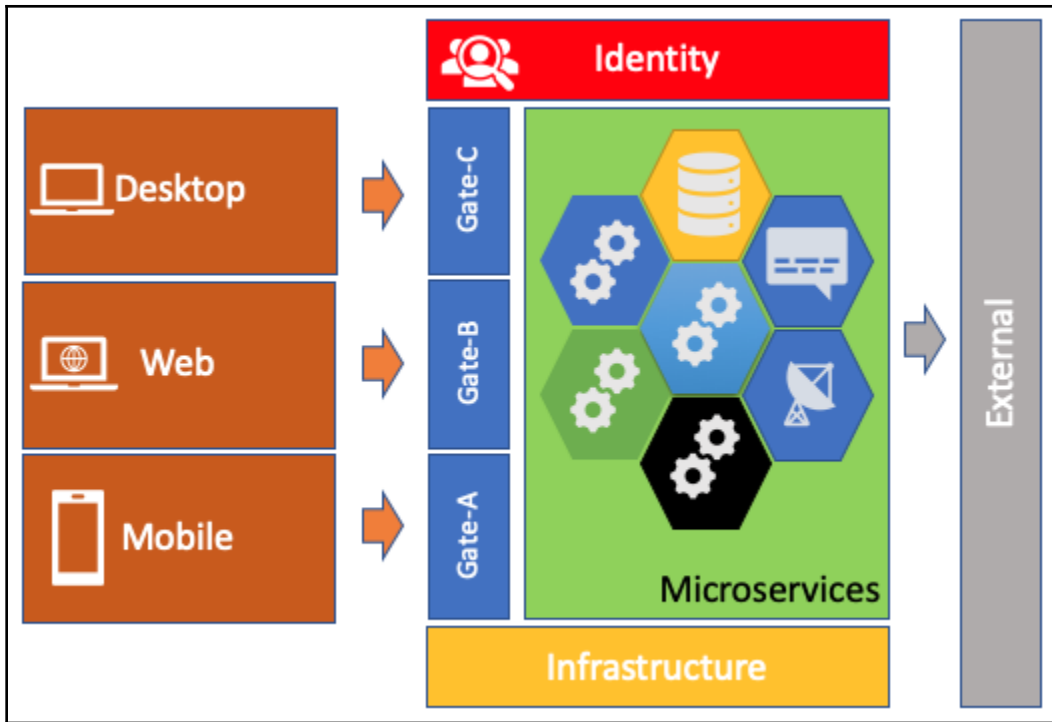 Identity
Desktop
Gate-C
Web
Gate-B
Mobile
Gate-A
Microservices
External
Infrastructure